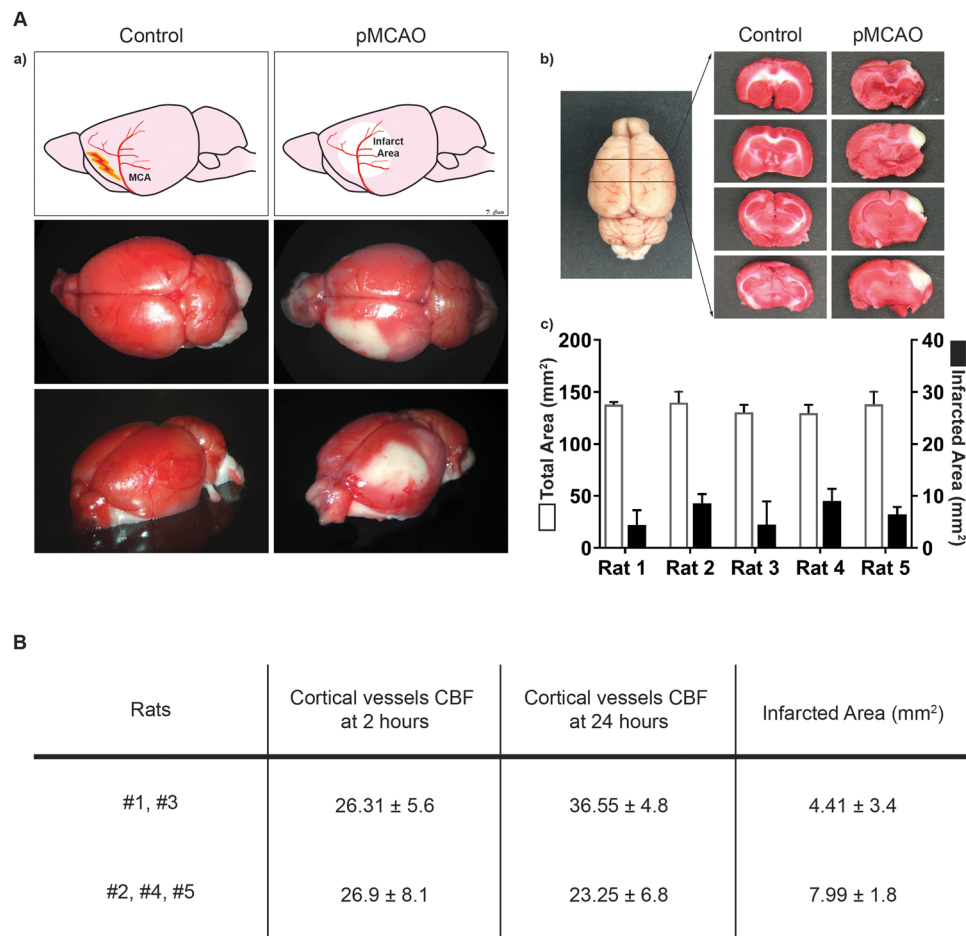 A
Control
pMCAO
a)
MCA
Infarct
Area
b)
Control
pMCAO
c)
Total Area (mm²)
200
150
100
50
0
Infarcted Area (mm²)
40
30
20
10
0
Rat 1 Rat 2 Rat 3 Rat 4 Rat 5
B
Rats
Cortical vessels CBF
at 2 hours
Cortical vessels CBF
at 24 hours
Infarcted Area (mm²)
#1, #3
26.31 ± 5.6
36.55 ± 4.8
4.41 ± 3.4
#2, #4, #5
26.9 ± 8.1
23.25 ± 6.8
7.99 ± 1.8